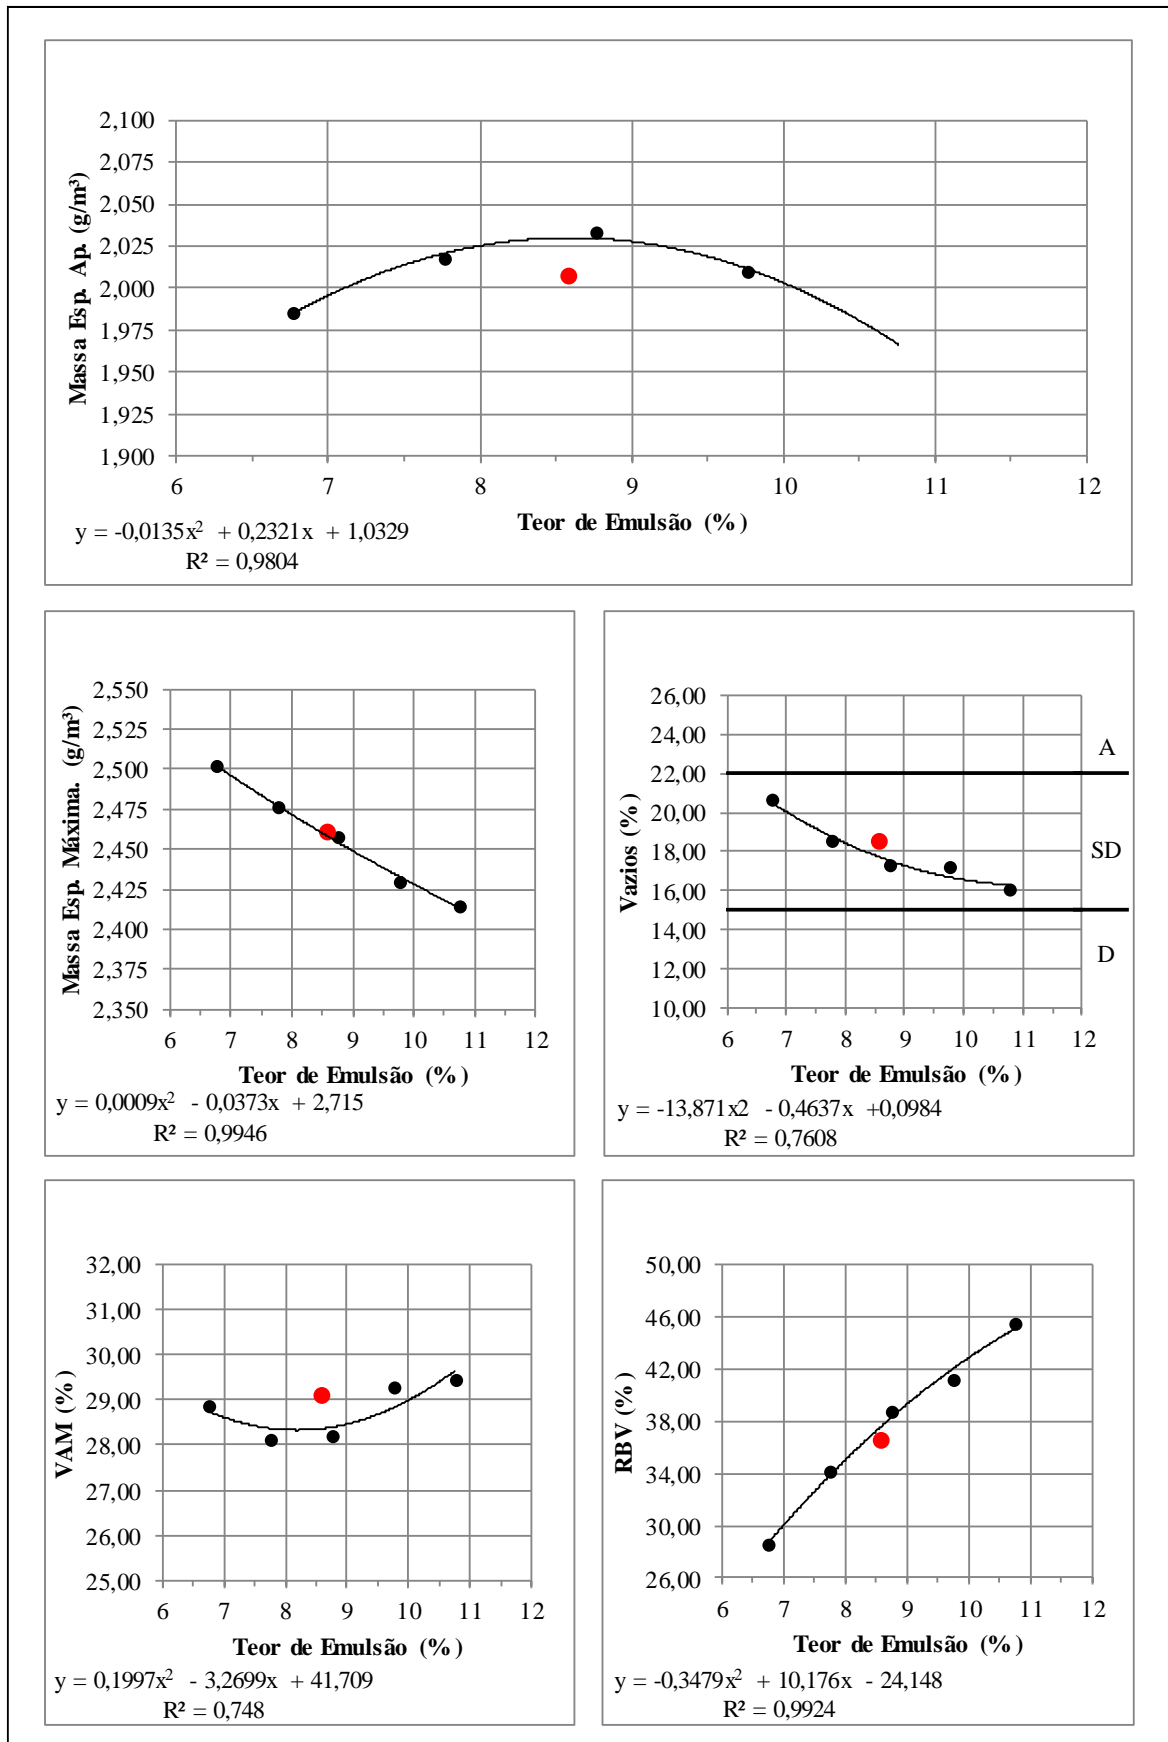 2,100
2,075
2,050
2,025
2,000
1,975
1,950
1,925
1,900
Massa Esp. Ap. (g/m³)
6 7 8 9 10 11 12
Teor de Emulsão (%)
y = -0,0135x² + 0,2321x + 1,0329
R² = 0,9804
2,550
2,525
2,500
2,475
2,450
2,425
2,400
2,375
2,350
Massa Esp. Máxima. (g/m³)
6 7 8 9 10 11 12
Teor de Emulsão (%)
y = 0,0009x² - 0,0373x + 2,715
R² = 0,9946
26,00
24,00
22,00
20,00
18,00
16,00
14,00
12,00
10,00
Vazios (%)
A
SD
D
6 7 8 9 10 11 12
Teor de Emulsão (%)
y = -13,871x2 - 0,4637x +0,0984
R² = 0,7608
32,00
31,00
30,00
29,00
28,00
27,00
26,00
25,00
VAM (%)
6 7 8 9 10 11 12
Teor de Emulsão (%)
y = 0,1997x² - 3,2699x + 41,709
R² = 0,748
50,00
46,00
42,00
38,00
34,00
30,00
26,00
RBV (%)
6 7 8 9 10 11 12
Teor de Emulsão (%)
y = -0,3479x² + 10,176x - 24,148
R² = 0,9924